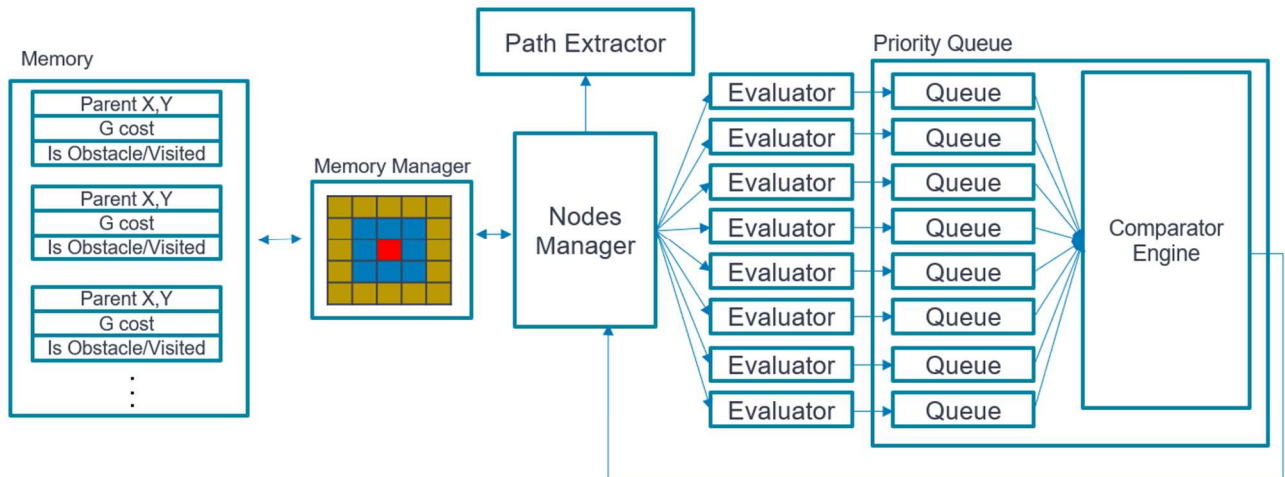 Memory
Parent X,Y
G cost
Is Obstacle/Visited
Parent X,Y
G cost
Is Obstacle/Visited
Parent X,Y
G cost
Is Obstacle/Visited
Memory Manager
Path Extractor
Nodes
Manager
Evaluator
Evaluator
Evaluator
Evaluator
Evaluator
Evaluator
Evaluator
Evaluator
Priority Queue
Queue
Queue
Queue
Queue
Queue
Queue
Queue
Queue
Comparator
Engine